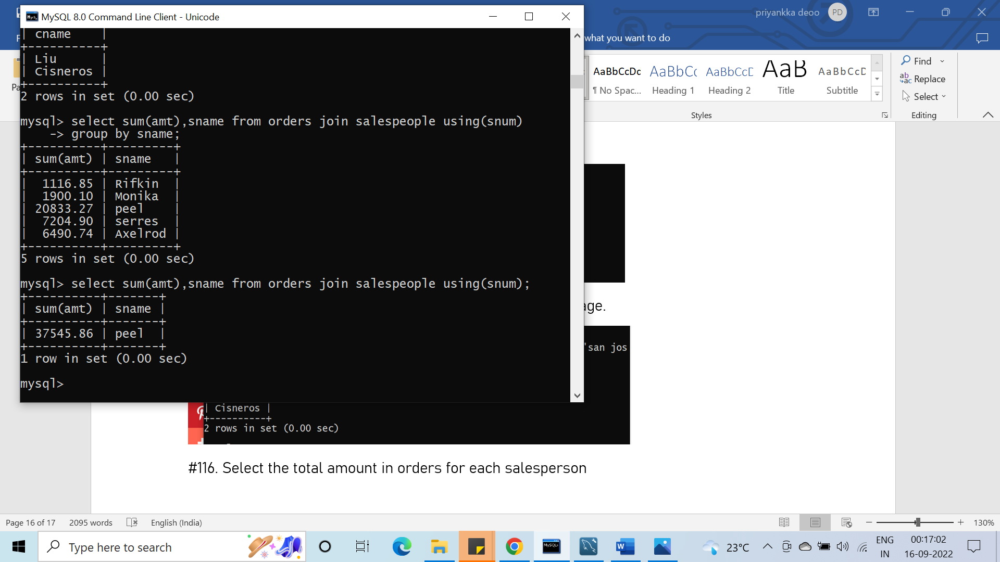 MySQL 8.0 Command Line Client - Unicode
priyankka deoo PD
what you want to do
| cname    |
+----------+
| Liu      |
| Cisneros |
+----------+
2 rows in set (0.00 sec)
mysql> select sum(amt),sname from orders join salespeople using(snum)
    -> group by sname;
+----------+---------+
| sum(amt) | sname   |
+----------+---------+
|  1116.85 | Rifkin  |
|  1900.10 | Monika  |
| 20833.27 | peel    |
|  7204.90 | serres  |
|  6490.74 | Axelrod |
+----------+---------+
5 rows in set (0.00 sec)
mysql> select sum(amt),sname from orders join salespeople using(snum);
+----------+-------+
| sum(amt) | sname |
+----------+-------+
| 37545.86 | peel  |
+----------+-------+
1 row in set (0.00 sec)
mysql>
AaBbCcDc AaBbCc AaBbCcD AaB AaBbCcD
¶ No Spac... Heading 1 Heading 2 Title Subtitle
Styles
Find
Replace
Select
Editing
age.
'san jos
| Cisneros |
+----------+
2 rows in set (0.00 sec)
#116. Select the total amount in orders for each salesperson
Page 16 of 17 2095 words English (India) 130%
Type here to search
23°C
ENG
IN
00:17:02
16-09-2022